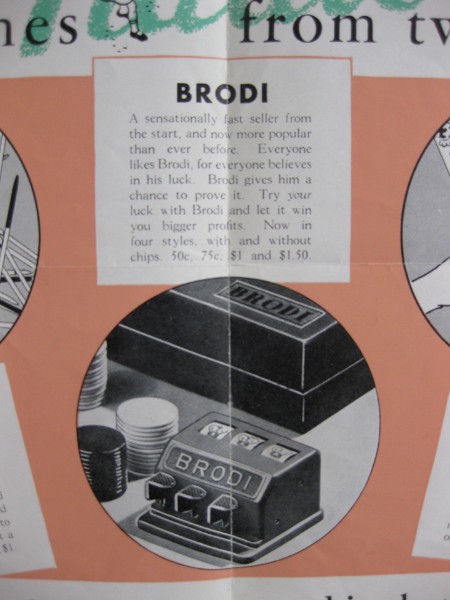 from tw
BRODI
A sensationally fast seller from
the start, and now more popular
than ever before. Everyone
likes Brodi, for everyone believes
in his luck. Brodi gives him a
chance to prove it. Try your
luck with Brodi and let it win
you bigger profits. Now in
four styles, with and without
chips. 50c, 75c, $1 and $1.50.
BRODI
BRODI